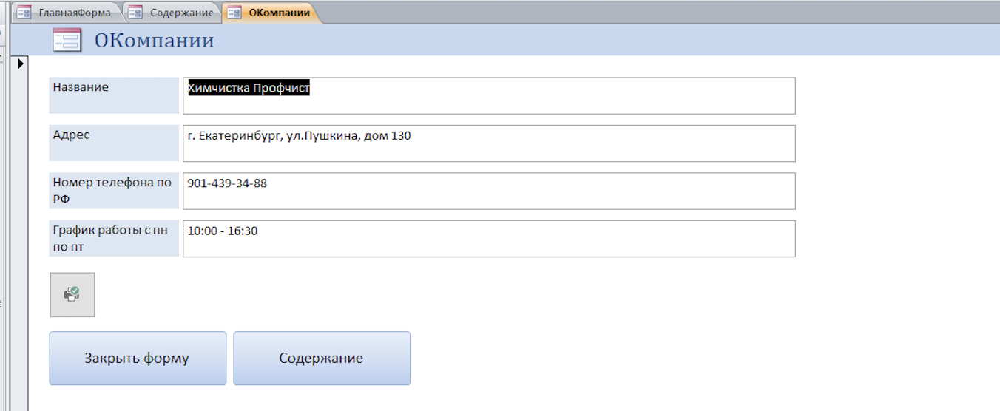 ГлавнаяФорма Содержание ОКомпании
ОКомпании
Название Химчистка Профчист
Адрес г. Екатеринбург, ул.Пушкина, дом 130
Номер телефона по 901-439-34-88
РФ
График работы с пн 10:00 - 16:30
по пт
Закрыть форму Содержание